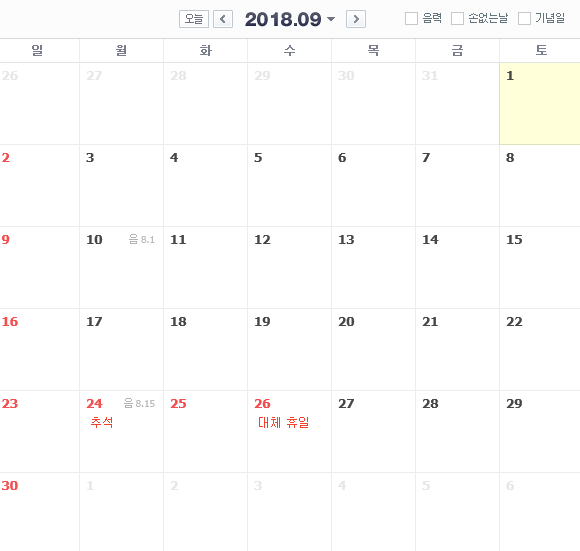 오늘 < 2018.09 > 음력 손없는날 기념일
일 월 화 수 목 금 토
26 27 28 29 30 31 1
2 3 4 5 6 7 8
9 10 음 8.1 11 12 13 14 15
16 17 18 19 20 21 22
23 24 음 8.15 25 26 27 28 29
추석 대체 휴일
30 1 2 3 4 5 6